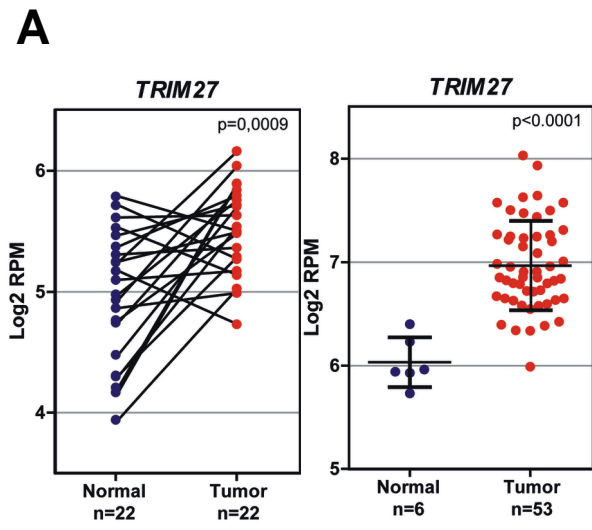 A
TRIM27
p=0,0009
Log2 RPM
6
5
4
Normal
n=22
Tumor
n=22
TRIM27
p<0.0001
Log2 RPM
8
7
6
5
Normal
n=6
Tumor
n=53